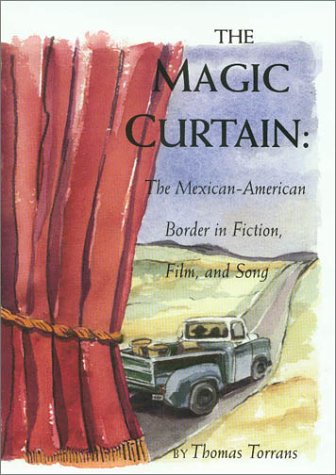 THE
MAGIC
CURTAIN:
The Mexican-American
Border in Fiction,
Film, and Song
BY Thomas Torrans